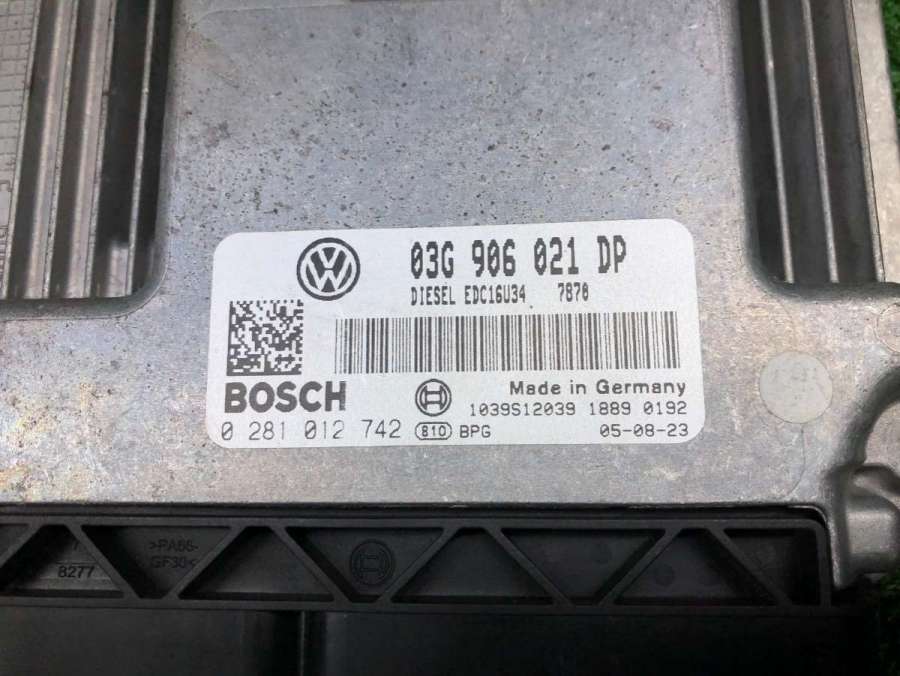 03G 906 021 DP
DIESEL EDC16U34 7870
BOSCH
Made in Germany
1039S12039 1889 0192
0 281 012 742 810 BPG 05-08-23
>PA66-
GF30<
8277